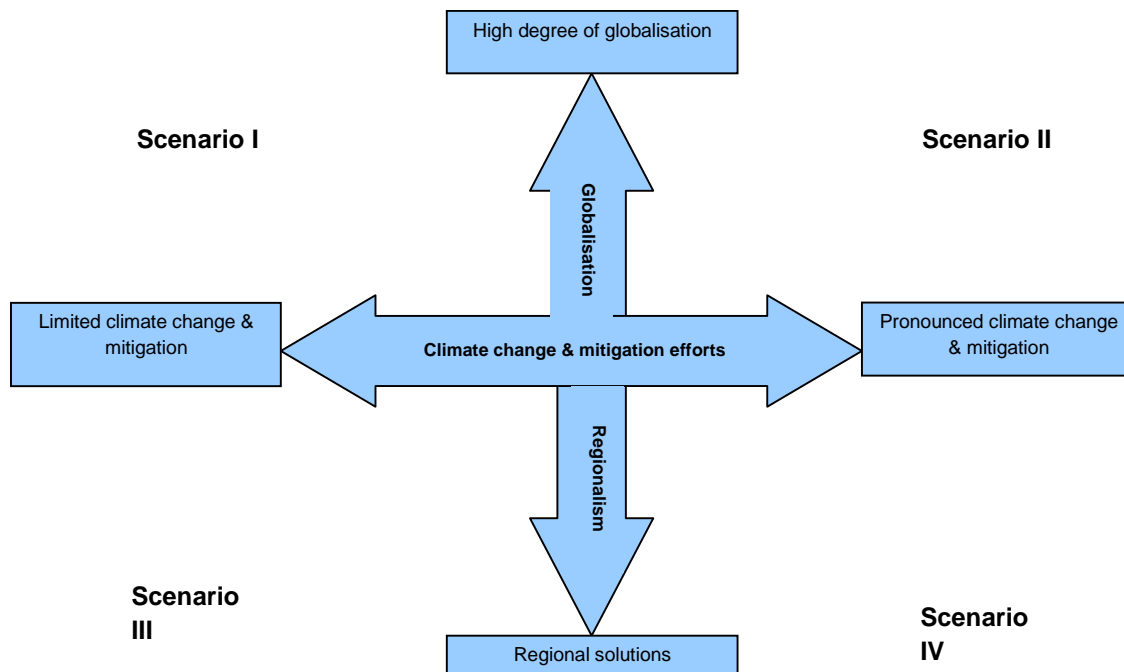 High degree of globalisation
Scenario I
Scenario II
Globalisation
Limited climate change &
mitigation
Climate change & mitigation efforts
Pronounced climate change
& mitigation
Regionalism
Scenario
III
Scenario
IV
Regional solutions